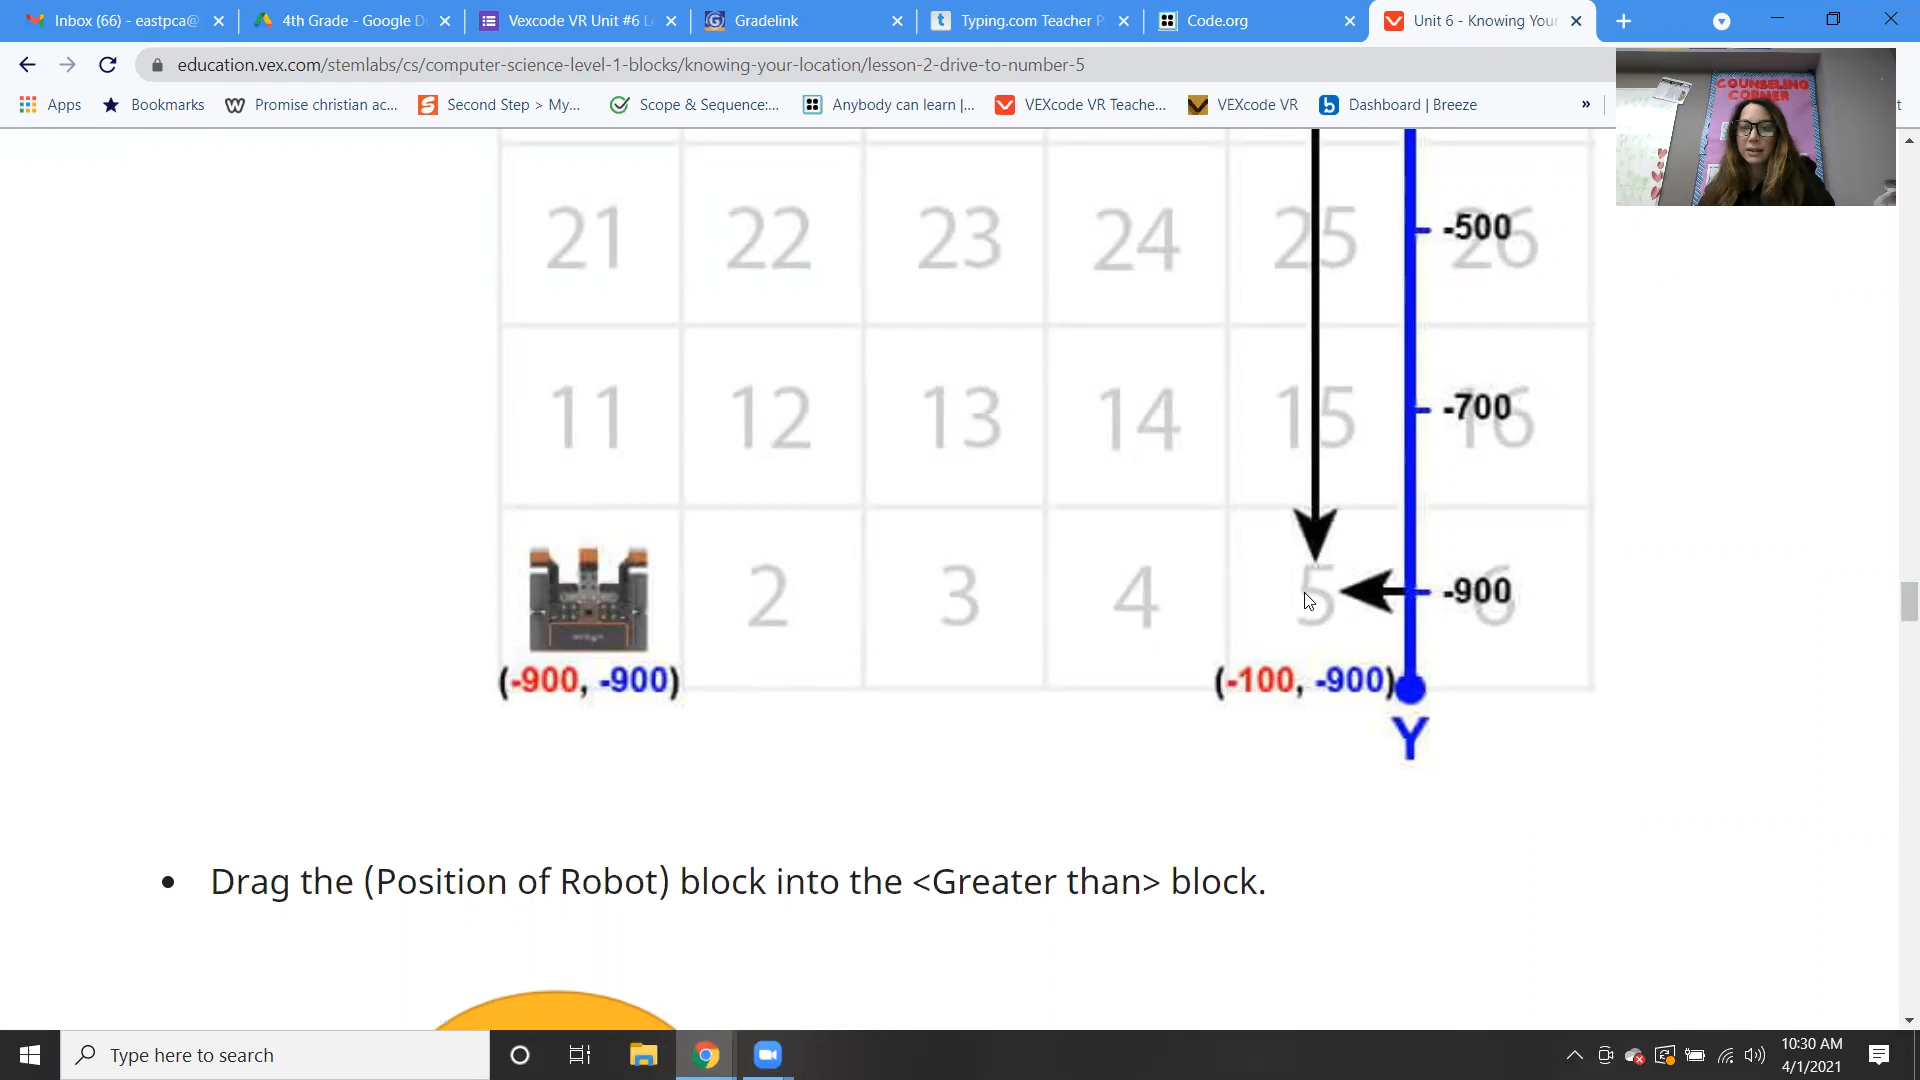 Inbox (66) - eastpca@
4th Grade - Google D
Vexcode VR Unit #6 L
Gradelink
Typing.com Teacher P
Code.org
Unit 6 - Knowing Your
education.vex.com/stemlabs/cs/computer-science-level-1-blocks/knowing-your-location/lesson-2-drive-to-number-5
Apps
Bookmarks
Promise christian ac...
Second Step > My...
Scope & Sequence:...
Anybody can learn |...
VEXcode VR Teache...
VEXcode VR
Dashboard | Breeze
»
COUNSELING
CORNER
21 22 23 24 25 26
-500
11 12 13 14 15 16
-700
2 3 4 5 6
-900
(-900, -900)
(-100, -900)
Y
• Drag the (Position of Robot) block into the <Greater than> block.
Type here to search
10:30 AM
4/1/2021